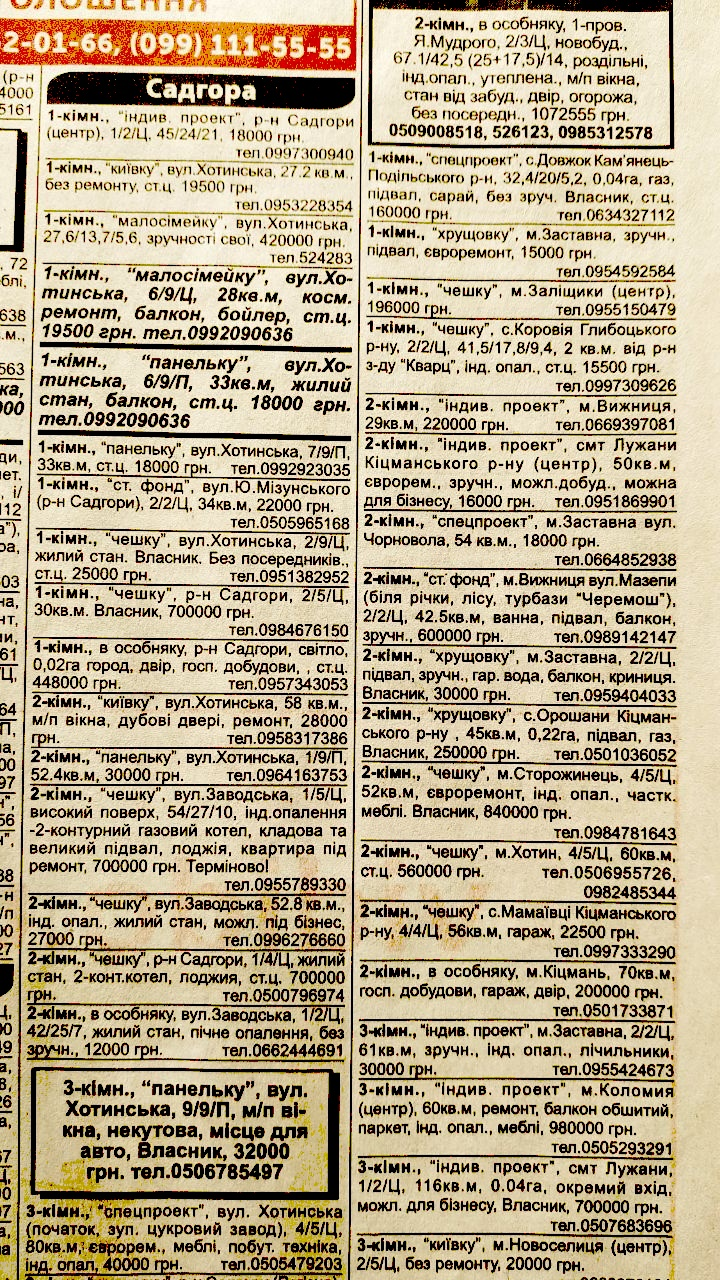 2-01-66, (099) 111-55-55
Садгора
1-кімн., "індив. проект", р-н Садгори
(центр), 1/2/Ц, 45/24/21, 18000 грн.
тел.0997300940
1-кімн., "київку", вул.Хотинська, 27.2 кв.м.,
без ремонту, ст.ц. 19500 грн.
тел.0953228354
1-кімн., "малосімейку", вул.Хотинська,
27,6/13,7/5,6, зручності свої, 420000 грн.
тел.524283
1-кімн., "малосімейку", вул.Хо-
тинська, 6/9/Ц, 28кв.м, косм.
ремонт, балкон, бойлер, ст.ц.
19500 грн. тел.0992090636
1-кімн., "панельку", вул.Хо-
тинська, 6/9/П, 33кв.м, жилий
стан, балкон, ст.ц. 18000 грн.
тел.0992090636
1-кімн., "панельку", вул.Хотинська, 7/9/П,
33кв.м, ст.ц. 18000 грн. тел.0992923035
1-кімн., "ст. фонд", вул.Ю.Мізунського
(р-н Садгори), 2/2/Ц, 34кв.м, 22000 грн.
тел.0505965168
1-кімн., "чешку", вул.Хотинська, 2/9/Ц,
жилий стан. Власник. Без посередників.,
ст.ц. 25000 грн. тел.0951382952
1-кімн., "чешку", р-н Садгори, 2/5/Ц,
30кв.м. Власник, 700000 грн.
тел.0984676150
1-кімн., в особняку, р-н Садгори, світло,
0,02га город, двір, госп. добудови, , ст.ц.
448000 грн. тел.0957343053
2-кімн., "київку", вул.Хотинська, 58 кв.м.,
м/п вікна, дубові двері, ремонт, 28000
грн. тел.0958317386
2-кімн., "панельку", вул.Хотинська, 1/9/П,
52.4кв.м, 30000 грн. тел.0964163753
2-кімн., "чешку", вул.Заводська, 1/5/Ц,
високий поверх, 54/27/10, інд.опалення
-2-контурний газовий котел, кладова та
великий підвал, лоджія, квартира під
ремонт, 700000 грн. Терміново!
тел.0955789330
2-кімн., "чешку", вул.Заводська, 52.8 кв.м.,
інд. опал., жилий стан, можл. під бізнес,
27000 грн. тел.0996276660
2-кімн., "чешку", р-н Садгори, 1/4/Ц, жилий
стан, 2-конт.котел, лоджия, ст.ц. 700000
грн. тел.0500796974
2-кімн., в особняку, вул.Заводська, 1/2/Ц,
42/25/7, жилий стан, пічне опалення, без
зручн., 12000 грн. тел.0662444691
3-кімн., "панельку", вул.
Хотинська, 9/9/П, м/п ві-
кна, некутова, місце для
авто, Власник, 32000
грн. тел.0506785497
3-кімн., "спецпроект", вул. Хотинська
(початок, зуп. цукровий завод), 4/5/Ц,
80кв.м, єврорем., меблі, побут. техніка,
інд. опал, 40000 грн. тел.0505479203
2-кімн., в особняку, 1-пров.
Я.Мудрого, 2/3/Ц, новобуд.,
67.1/42,5 (25+17,5)/14, роздільні,
інд.опал., утеплена., м/п вікна,
стан від забуд., двір, огорожа,
без посередн., 1072555 грн.
0509008518, 526123, 0985312578
1-кімн., "спецпроект", с.Довжок Кам'янець-
Подільського р-н, 32,4/20/5,2, 0,04га, газ,
підвал, сарай, без зруч. Власник, ст.ц.
160000 грн. тел.0634327112
1-кімн., "хрущовку", м.Заставна, зручн.,
підвал, євроремонт, 15000 грн.
тел.0954592584
1-кімн., "чешку", м.Заліщики (центр),
196000 грн. тел.0955150479
1-кімн., "чешку", с.Коровія Глибоцького
р-ну, 2/2/Ц, 41,5/17,8/9,4, 2 кв.м. від р-н
з-ду "Кварц", інд. опал., ст.ц. 15500 грн.
тел.0997309626
2-кімн., "індив. проект", м.Вижниця,
29кв.м, 220000 грн. тел.0669397081
2-кімн., "індив. проект", смт Лужани
Кіцманського р-ну (центр), 50кв.м,
єврорем., зручн., можл.добуд., можна
для бізнесу, 16000 грн. тел.0951869901
2-кімн., "спецпроект", м.Заставна вул.
Чорновола, 54 кв.м., 18000 грн.
тел.0664852938
2-кімн., "ст. фонд", м.Вижниця вул.Мазепи
(біля річки, лісу, турбази "Черемош"),
2/2/Ц, 42.5кв.м, ванна, підвал, балкон,
зручн., 600000 грн. тел.0989142147
2-кімн., "хрущовку", м.Заставна, 2/2/Ц,
підвал, зручн., гар. вода, балкон, криниця.
Власник, 30000 грн. тел.0959404033
2-кімн., "хрущовку", с.Орошани Кіцман-
ського р-ну , 45кв.м, 0,22га, підвал, газ,
Власник, 250000 грн. тел.0501036052
2-кімн., "чешку", м.Сторожинець, 4/5/Ц,
52кв.м, євроремонт, інд. опал., частк.
меблі. Власник, 840000 грн.
тел.0984781643
2-кімн., "чешку", м.Хотин, 4/5/Ц, 60кв.м,
ст.ц. 560000 грн. тел.0506955726,
0982485344
2-кімн., "чешку", с.Мамаївці Кіцманського
р-ну, 4/4/Ц, 56кв.м, гараж, 22500 грн.
тел.0997333290
2-кімн., в особняку, м.Кіцмань, 70кв.м,
госп. добудови, гараж, двір, 200000 грн.
тел.0501733871
3-кімн., "індив. проект", м.Заставна, 2/2/Ц,
61кв.м, зручн., інд. опал., лічильники,
30000 грн. тел.0955424673
3-кімн., "індив. проект", м.Коломия
(центр), 60кв.м, ремонт, балкон обшитий,
паркет, інд. опал., меблі, 980000 грн.
тел.0505293291
3-кімн., "індив. проект", смт Лужани,
1/2/Ц, 116кв.м, 0.04га, окремий вхід,
можл. для бізнесу, Власник, 700000 грн.
тел.0507683696
3-кімн., "київку", м.Новоселиця (центр),
2/5/Ц, без ремонту, 20000 грн.